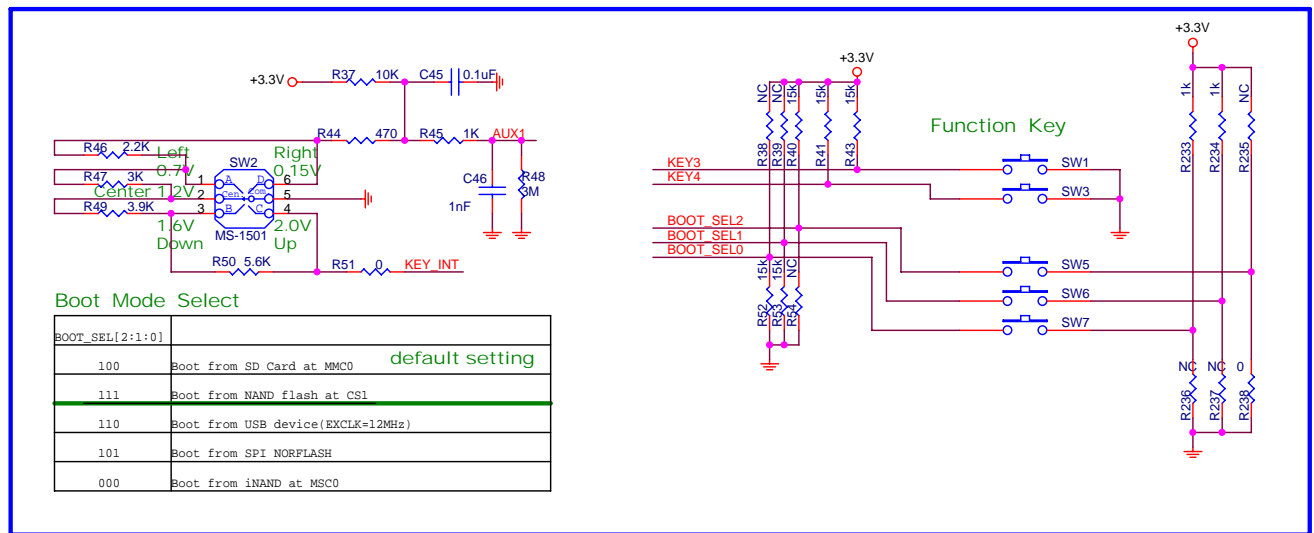 +3.3V
R37 10K
C45 0.1uF
R44 470
R45 1K
AUX1
R46 2.2K
Left
0.7V
SW2
Right
0.15V
R47 3K
Center 1.2V
R49 3.9K
1 A D 6
2 Cen Com 5
3 B C 4
MS-1501
1.6V
Down
2.0V
Up
C46
1nF
R48
3M
R50 5.6K
R51 0
KEY_INT
Boot Mode Select
BOOT_SEL[2:1:0]
100 Boot from SD Card at MMC0 default setting
111 Boot from NAND flash at CS1
110 Boot from USB device(EXCLK=12MHz)
101 Boot from SPI NORFLASH
000 Boot from iNAND at MSC0
+3.3V
R38 NC
R39 NC
R40 15k
R41 15k
R43 15k
Function Key
KEY3
KEY4
SW1
SW3
BOOT_SEL2
BOOT_SEL1
BOOT_SEL0
SW5
SW6
SW7
R52 15k
R53 15k
R54 NC
+3.3V
R233 1k
R234 1k
R235 NC
NC NC 0
R236
R237
R238